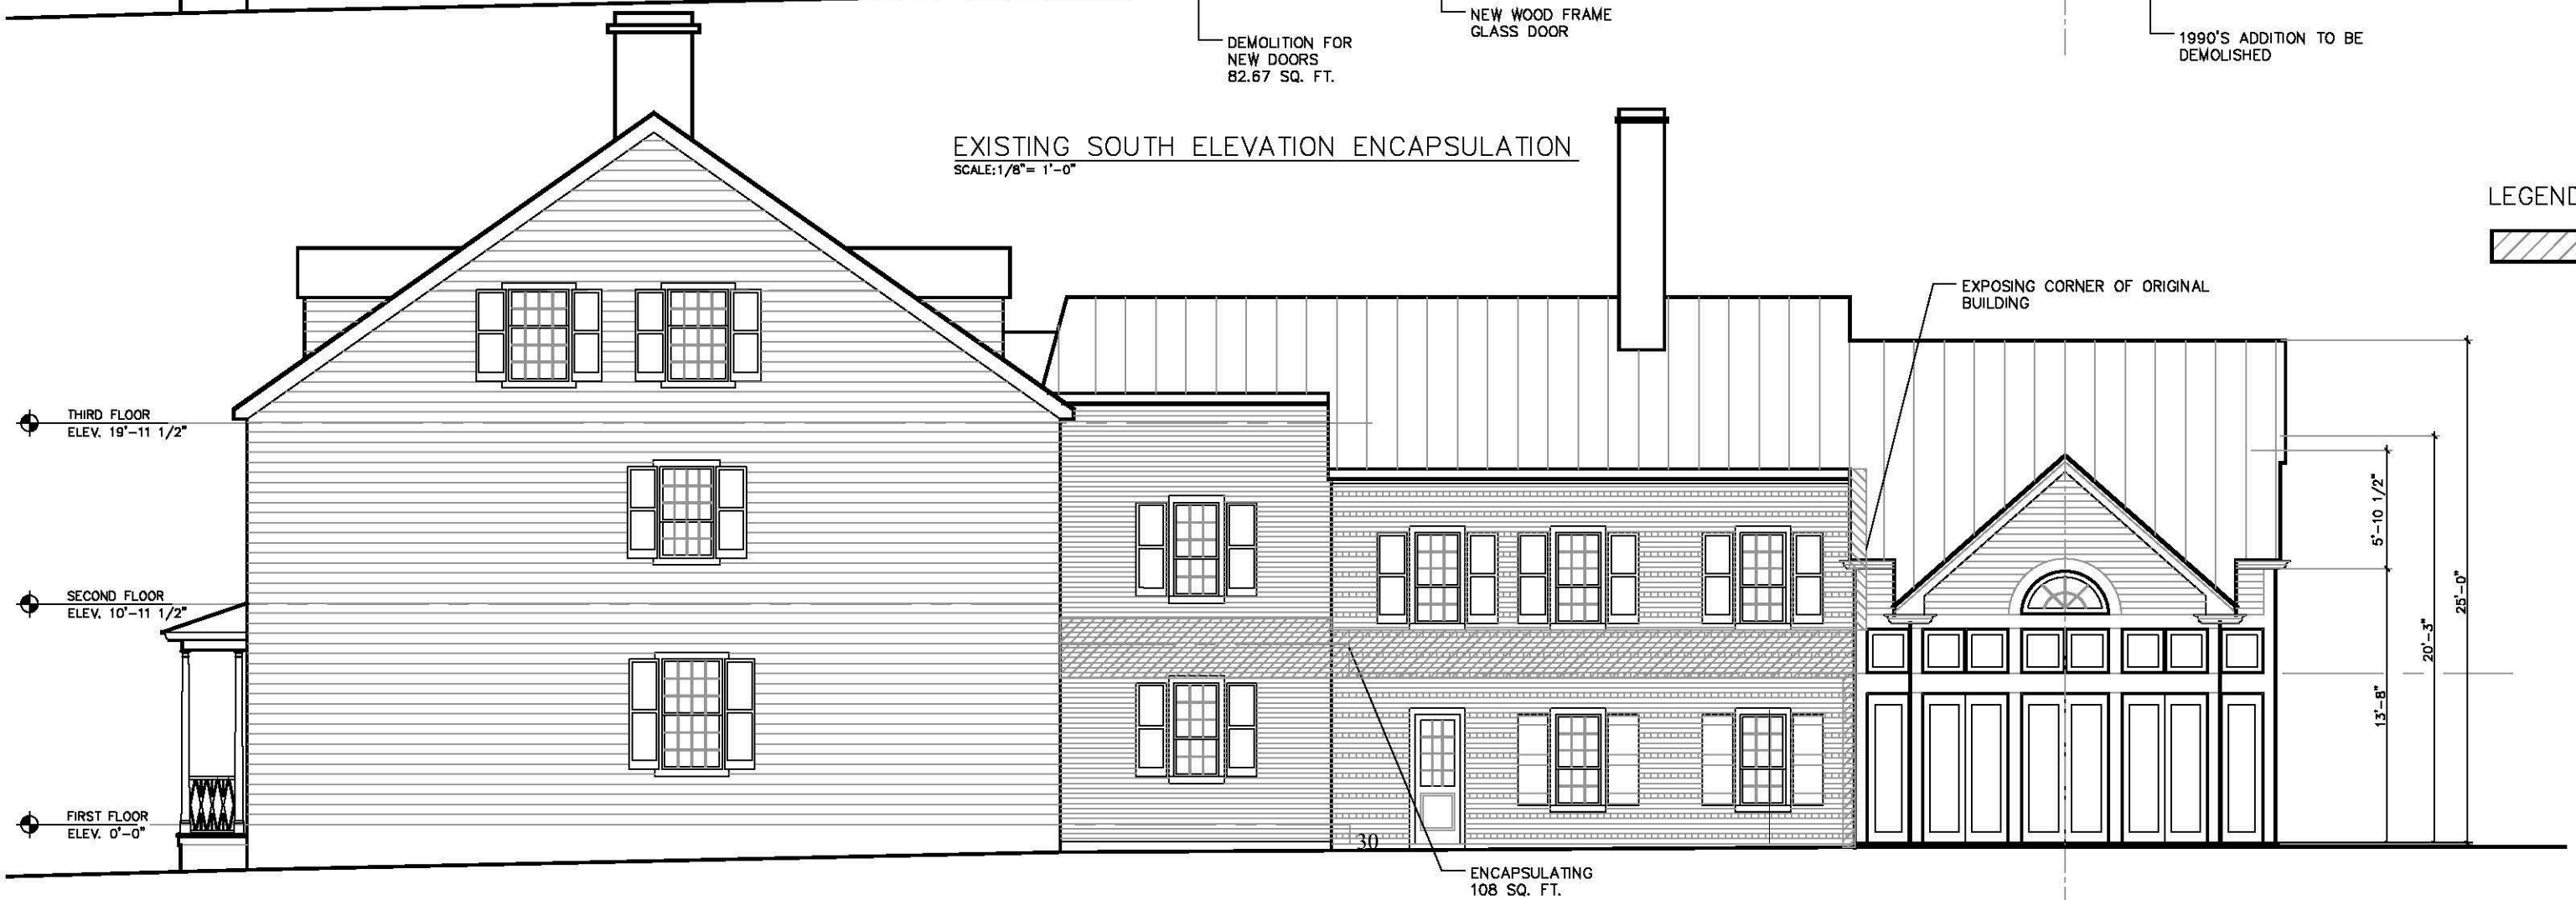 NEW WOOD FRAME
GLASS DOOR
DEMOLITION FOR
NEW DOORS
82.67 SQ. FT.
1990'S ADDITION TO BE
DEMOLISHED
EXISTING SOUTH ELEVATION ENCAPSULATION
SCALE:1/8"= 1'-0"
LEGEND
EXPOSING CORNER OF ORIGINAL
BUILDING
THIRD FLOOR
ELEV. 19'-11 1/2"
SECOND FLOOR
ELEV. 10'-11 1/2"
FIRST FLOOR
ELEV. 0'-0"
5'-10 1/2"
13'-8"
20'-3"
25'-0"
30
ENCAPSULATING
108 SQ. FT.